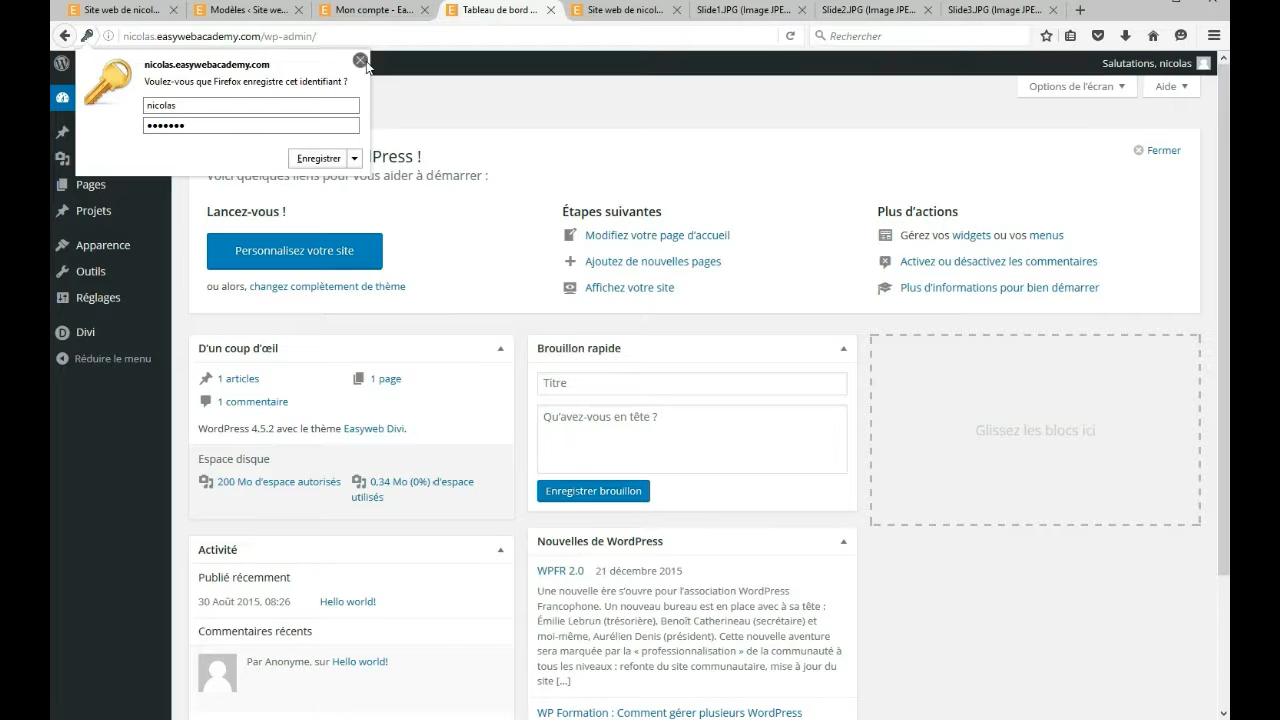 Site web de nicol...
Modèles ‹ Site we...
Mon compte - Ea...
Tableau de bord ...
Site web de nicol...
Slide1.JPG (Image JPE...
Slide2.JPG (Image JPE...
Slide3.JPG (Image JPE...
nicolas.easywebacademy.com/wp-admin/
Rechercher
Salutations, nicolas
nicolas.easywebacademy.com
Voulez-vous que Firefox enregistre cet identifiant ?
nicolas
•••••••
Enregistrer
Options de l'écran
Aide
dPress !
Fermer
Voici quelques liens pour vous aider à démarrer :
Pages
Projets
Apparence
Outils
Réglages
Divi
Réduire le menu
Lancez-vous !
Personnalisez votre site
ou alors, changez complètement de thème
Étapes suivantes
Modifiez votre page d'accueil
Ajoutez de nouvelles pages
Affichez votre site
Plus d'actions
Gérez vos widgets ou vos menus
Activez ou désactivez les commentaires
Plus d'informations pour bien démarrer
D'un coup d'œil
1 articles
1 page
1 commentaire
WordPress 4.5.2 avec le thème Easyweb Divi.
Espace disque
200 Mo d'espace autorisés
0,34 Mo (0%) d'espace
utilisés
Activité
Publié récemment
30 Août 2015, 08:26 Hello world!
Commentaires récents
Par Anonyme, sur Hello world!
Brouillon rapide
Titre
Qu'avez-vous en tête ?
Enregistrer brouillon
Nouvelles de WordPress
WPFR 2.0 21 décembre 2015
Une nouvelle ère s'ouvre pour l'association WordPress
Francophone. Un nouveau bureau est en place avec à sa tête :
Émilie Lebrun (trésorière), Benoît Catherineau (secrétaire) et
moi-même, Aurélien Denis (président). Cette nouvelle aventure
sera marquée par la « professionnalisation » de la communauté à
tous les niveaux : refonte du site communautaire, mise à jour du
site [...]
WP Formation : Comment gérer plusieurs WordPress
Glissez les blocs ici